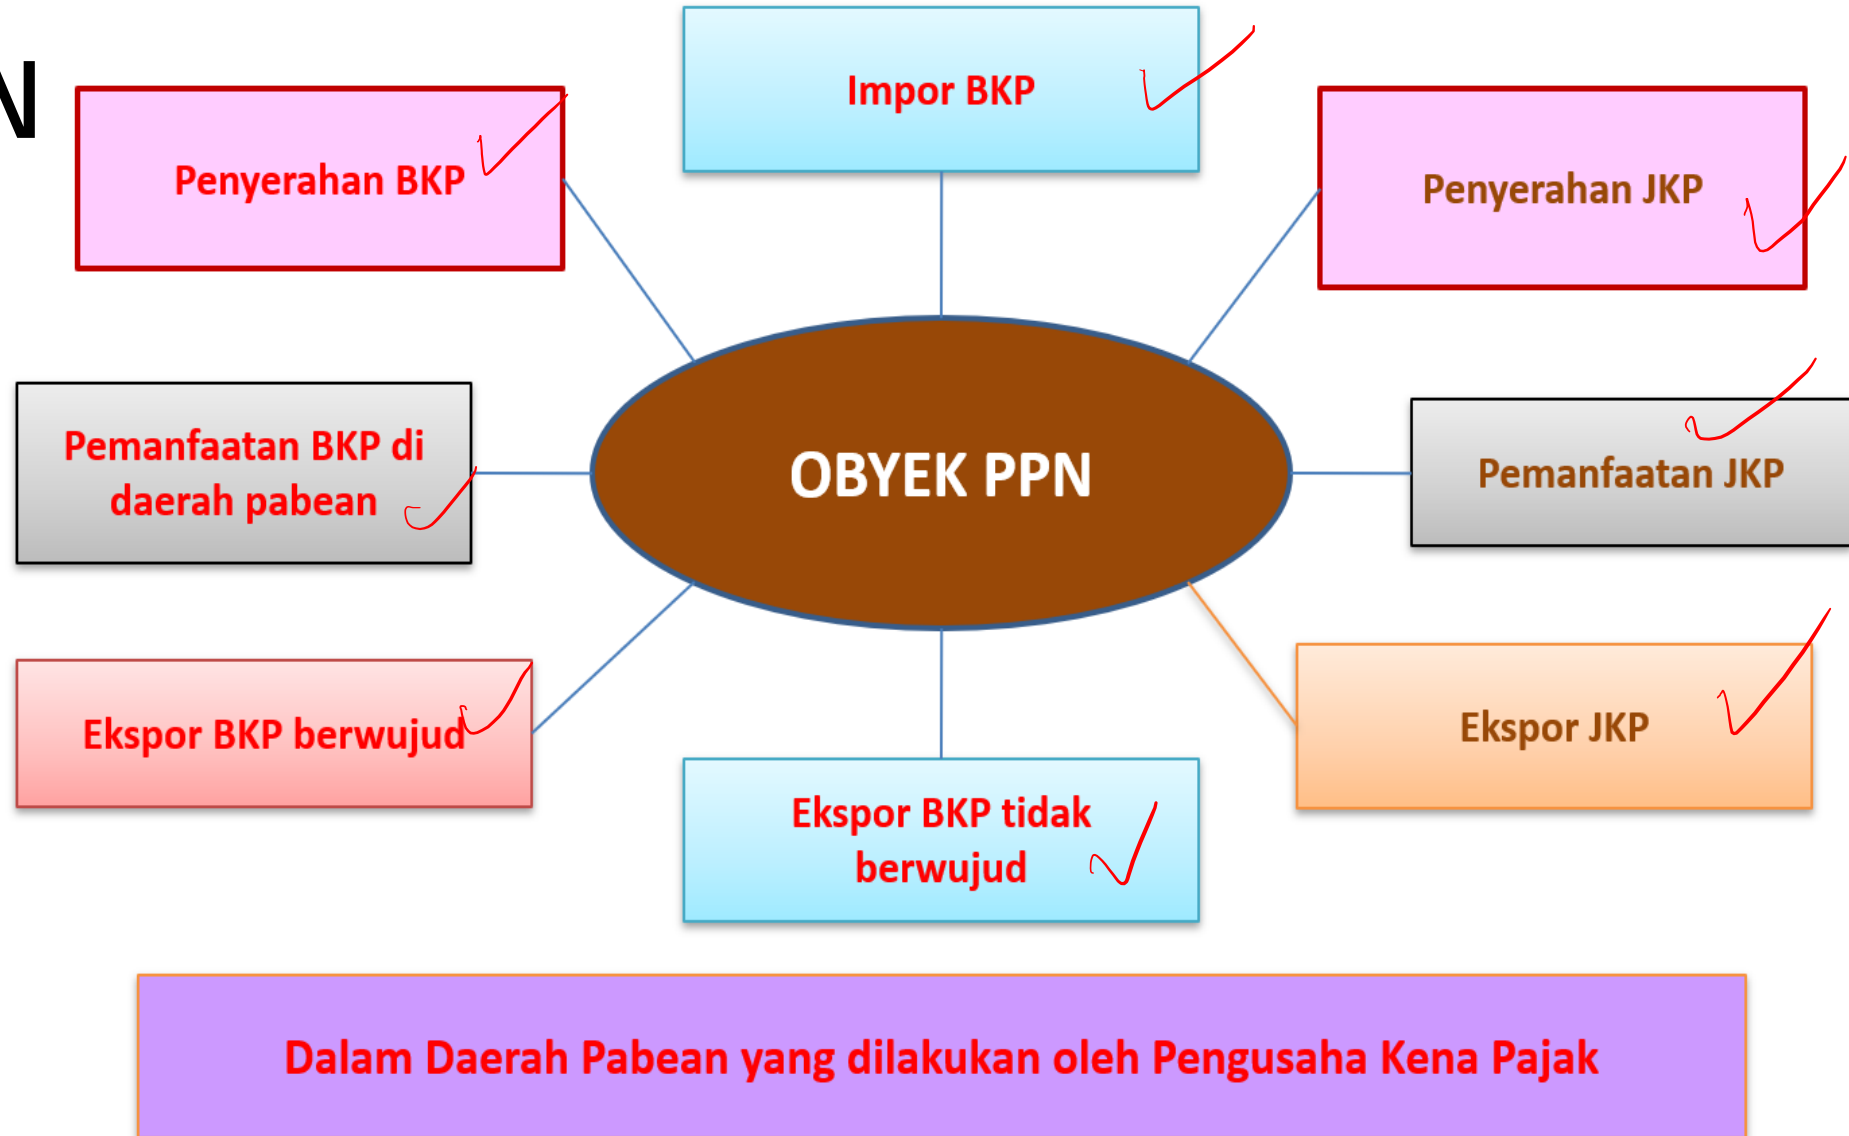 N
Impor BKP
Penyerahan BKP
Penyerahan JKP
Pemanfaatan BKP di
daerah pabean
OBYEK PPN
Pemanfaatan JKP
Ekspor BKP berwujud
Ekspor JKP
Ekspor BKP tidak
berwujud
Dalam Daerah Pabean yang dilakukan oleh Pengusaha Kena Pajak